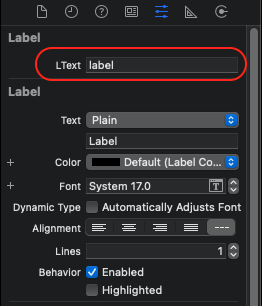 Label
LText label
Label
Text Plain
Label
+ Color Default (Label Co...
+ Font System 17.0 T
Dynamic Type Automatically Adjusts Font
Alignment ---
Lines 1
Behavior Enabled
Highlighted